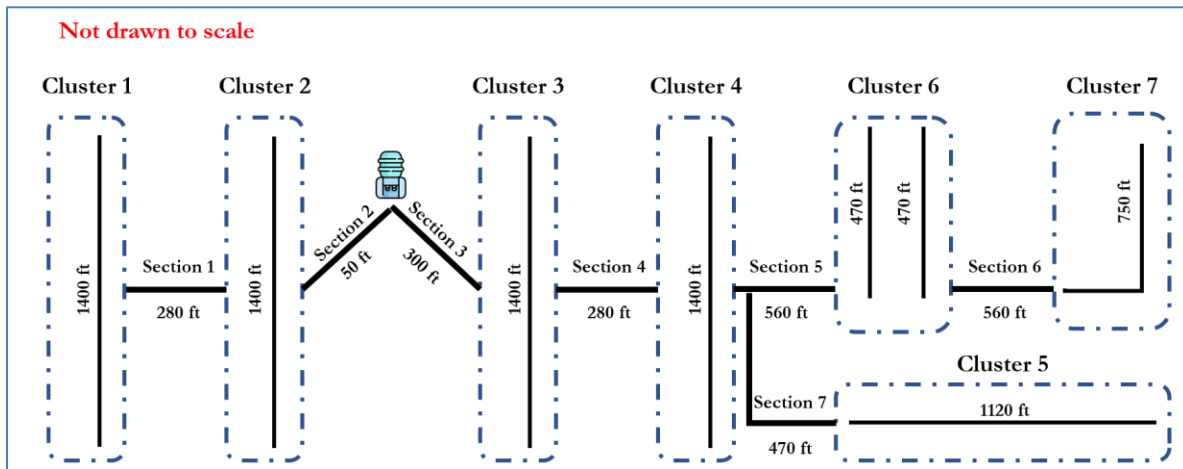 Not drawn to scale
Cluster 1
Cluster 2
Cluster 3
Cluster 4
Cluster 6
Cluster 7
1400 ft
Section 1
280 ft
1400 ft
Section 2
50 ft
Section 3
300 ft
1400 ft
Section 4
280 ft
1400 ft
Section 5
560 ft
470 ft
470 ft
Section 6
560 ft
750 ft
Cluster 5
Section 7
470 ft
1120 ft